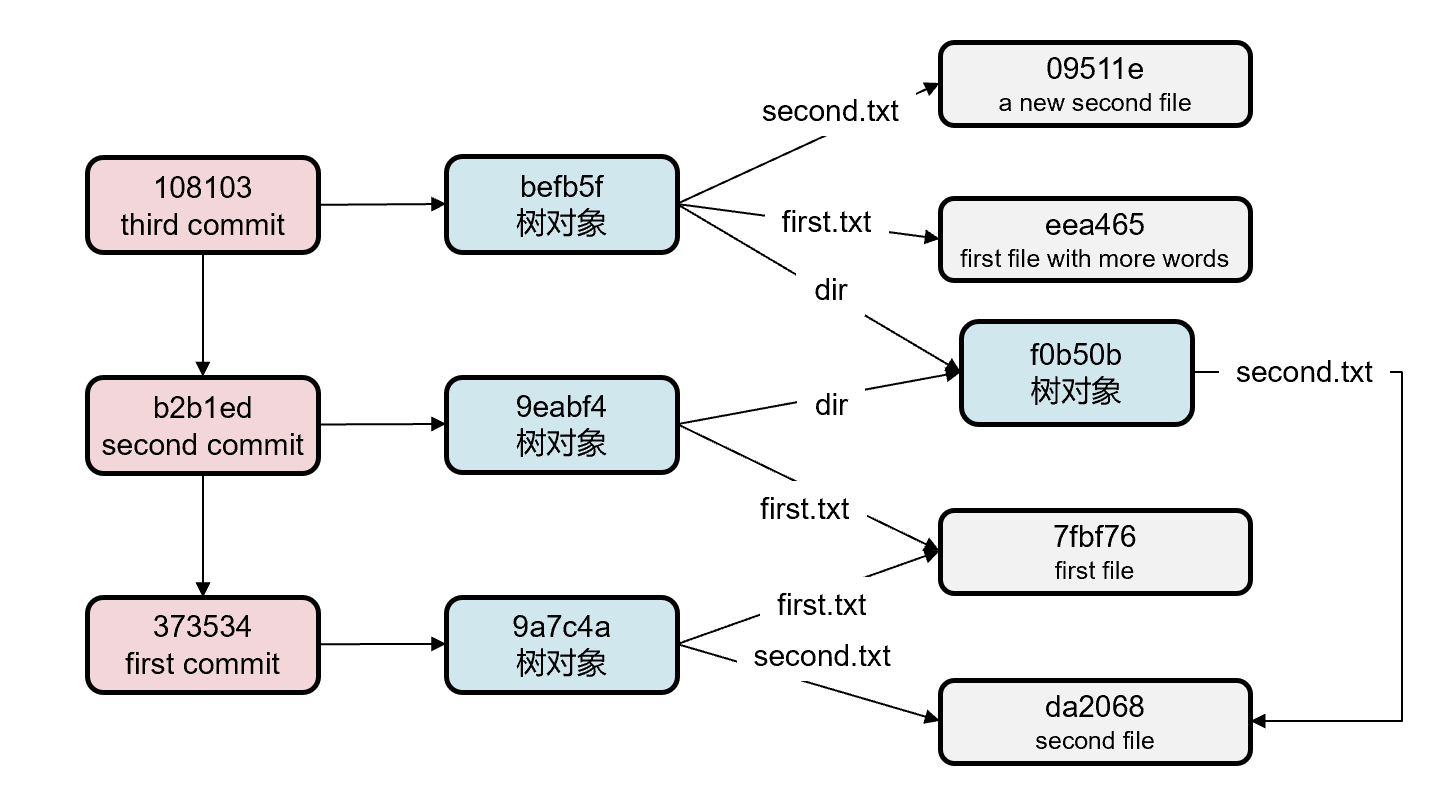 09511e
a new second file
second.txt
108103
third commit
befb5f
树对象
first.txt
eea465
first file with more words
dir
f0b50b
树对象
second.txt
b2b1ed
second commit
9eabf4
树对象
dir
first.txt
7fbf76
first file
373534
first commit
9a7c4a
树对象
first.txt
second.txt
da2068
second file